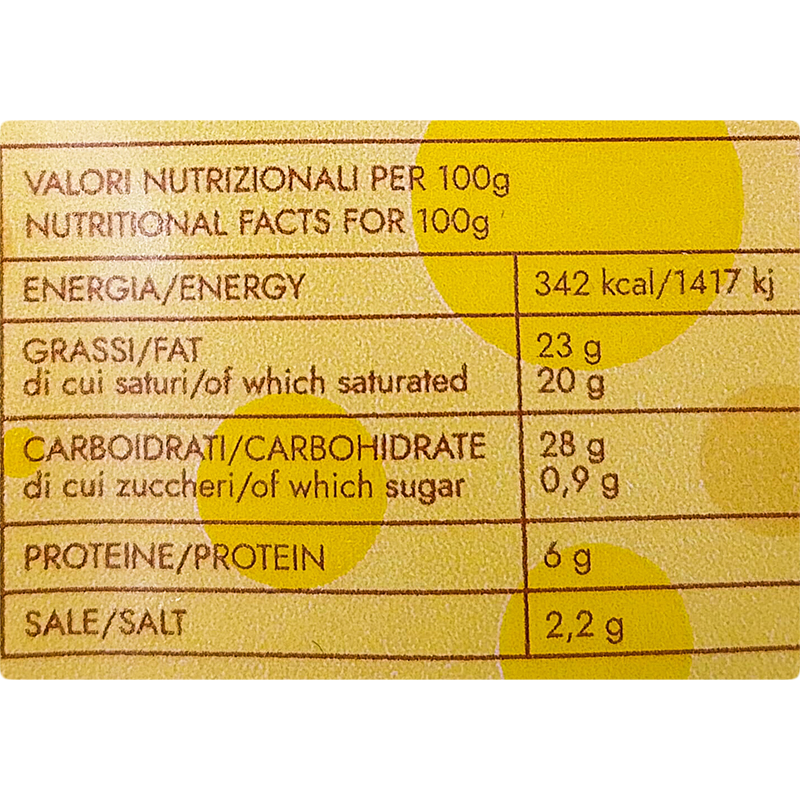 VALORI NUTRIZIONALI PER 100g
NUTRITIONAL FACTS FOR 100g
ENERGIA/ENERGY 342 kcal/1417 kj
GRASSI/FAT 23 g
di cui saturi/of which saturated 20 g
CARBOIDRATI/CARBOHIDRATE 28 g
di cui zuccheri/of which sugar 0,9 g
PROTEINE/PROTEIN 6 g
SALE/SALT 2,2 g